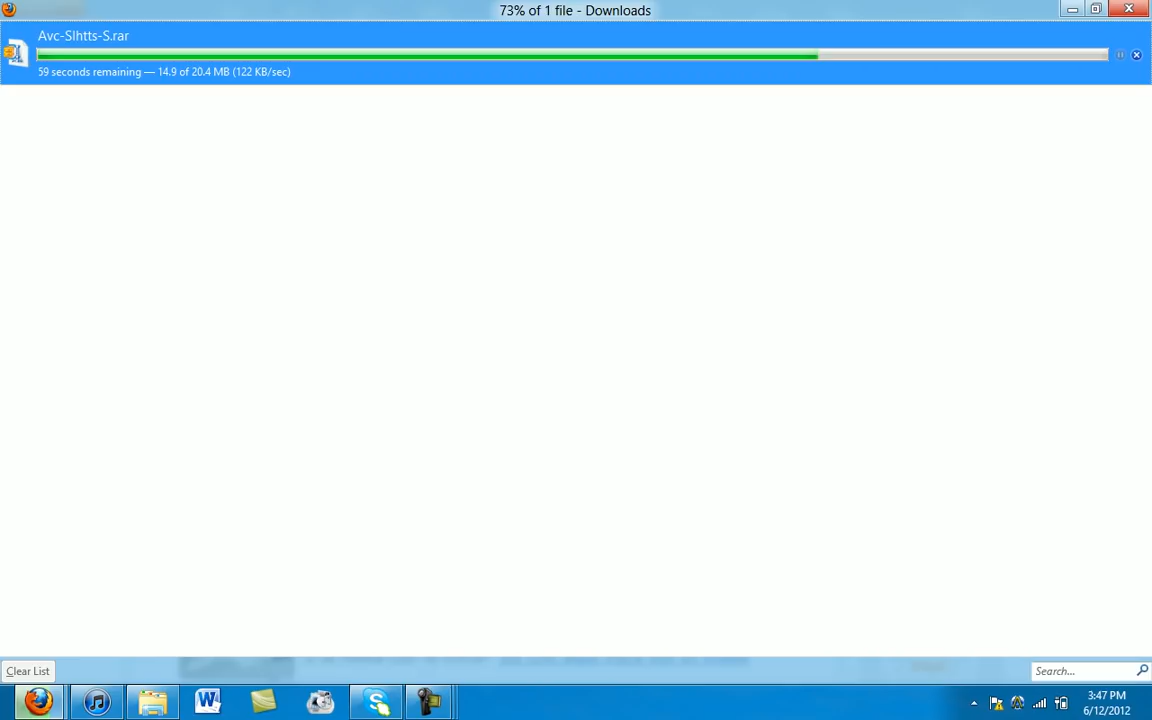 73% of 1 file - Downloads
Avc-Slhtts-S.rar
59 seconds remaining — 14.9 of 20.4 MB (122 KB/sec)
Clear List
Search...
3:47 PM
6/12/2012